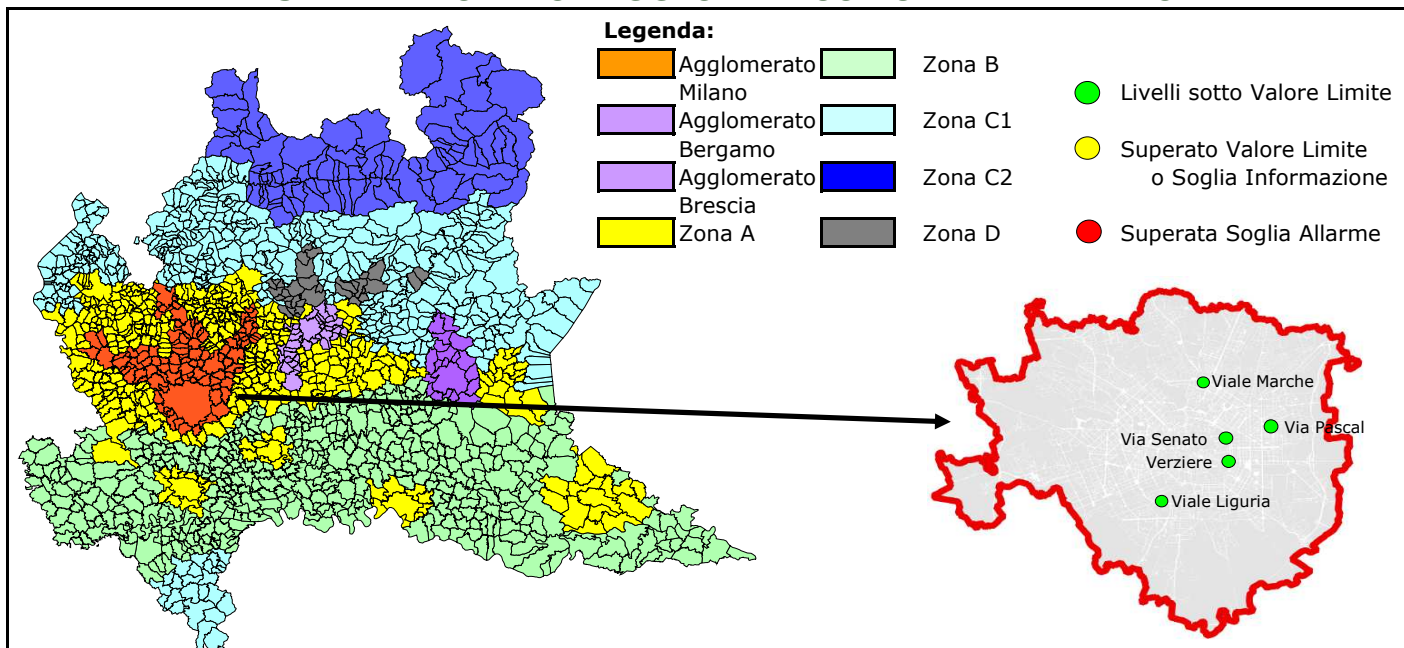 Legenda:
Agglomerato Milano
Zona B
Agglomerato Bergamo
Zona C1
Agglomerato Brescia
Zona C2
Zona A
Zona D
Livelli sotto Valore Limite
Superato Valore Limite
o Soglia Informazione
Superata Soglia Allarme
Viale Marche
Via Pascal
Via Senato
Verziere
Viale Liguria